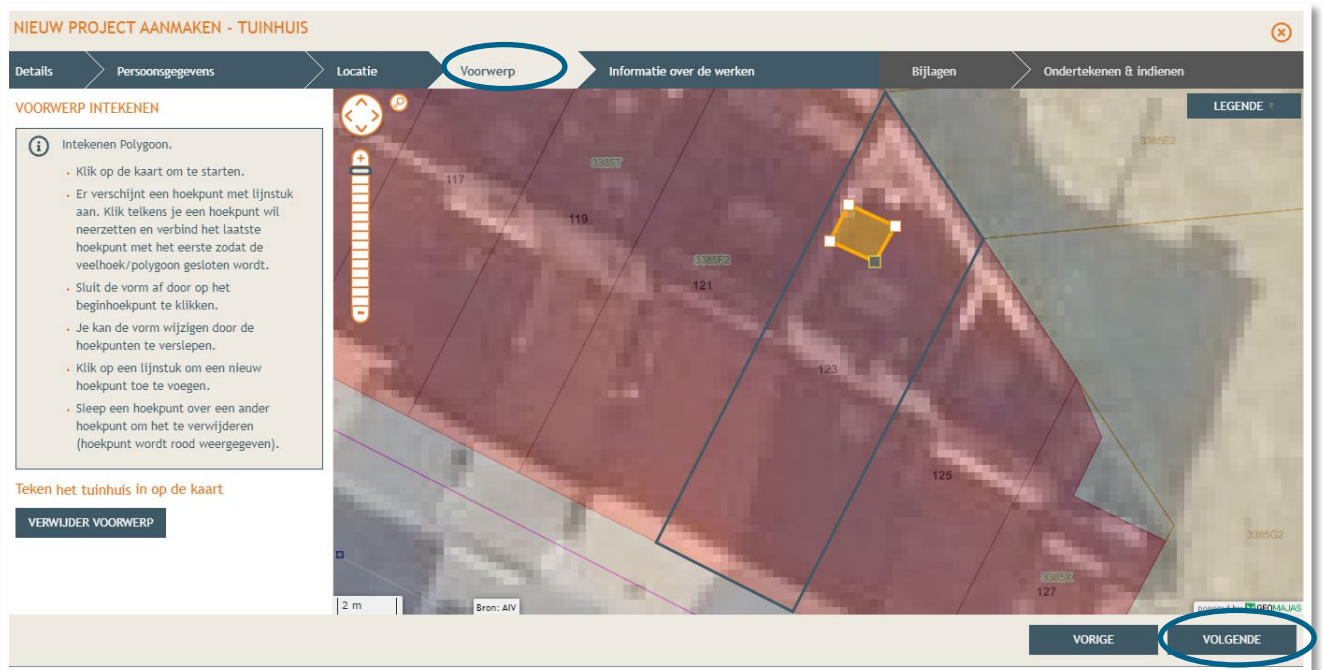 NIEUW PROJECT AANMAKEN - TUINHUIS
Details
Persoonsgegevens
Locatie
Voorwerp
Informatie over de werken
Bijlagen
Ondertekenen & indienen
VOORWERP INTEKENEN
Intekenen Polygoon.
Klik op de kaart om te starten.
Er verschijnt een hoekpunt met lijnstuk
aan. Klik telkens je een hoekpunt wil
neerzetten en verbind het laatste
hoekpunt met het eerste zodat de
veelhoek/polygoon gesloten wordt.
Sluit de vorm af door op het
beginhoekpunt te klikken.
Je kan de vorm wijzigen door de
hoekpunten te verslepen.
Klik op een lijnstuk om een nieuw
hoekpunt toe te voegen.
Sleep een hoekpunt over een ander
hoekpunt om het te verwijderen
(hoekpunt wordt rood weergegeven).
Teken het tuinhuis in op de kaart
VERWIJDER VOORWERP
LEGENDE
3385E2
3385T
117
119
3385F2
121
123
125
3385G2
3385X
127
2 m
Bron: AIV
powered by GEOMAJAS
VORIGE
VOLGENDE